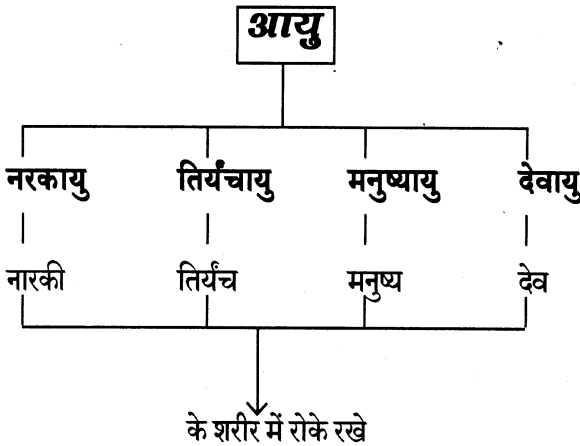 आयु
नरकायु तिर्यंचायु मनुष्यायु देवायु
नारकी तिर्यंच मनुष्य देव
के शरीर में रोके रखे